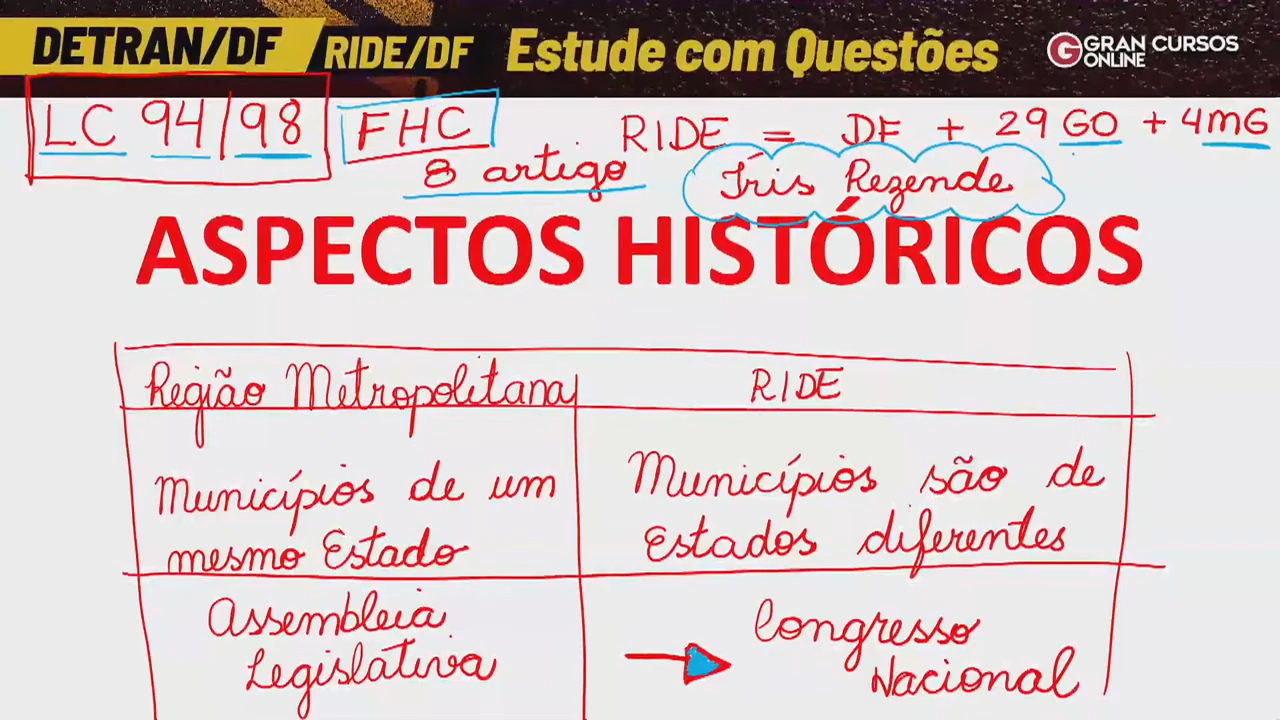 DETRAN/DF RIDE/DF Estude com Questões GRAN CURSOS ONLINE
LC 94/98 FHC RIDE = DF + 29 GO + 4 MG
8 artigo Íris Rezende
ASPECTOS HISTÓRICOS
Região Metropolitana RIDE
Municípios de um Municípios são de
mesmo Estado Estados diferentes
Assembleia Congresso
Legislativa Nacional